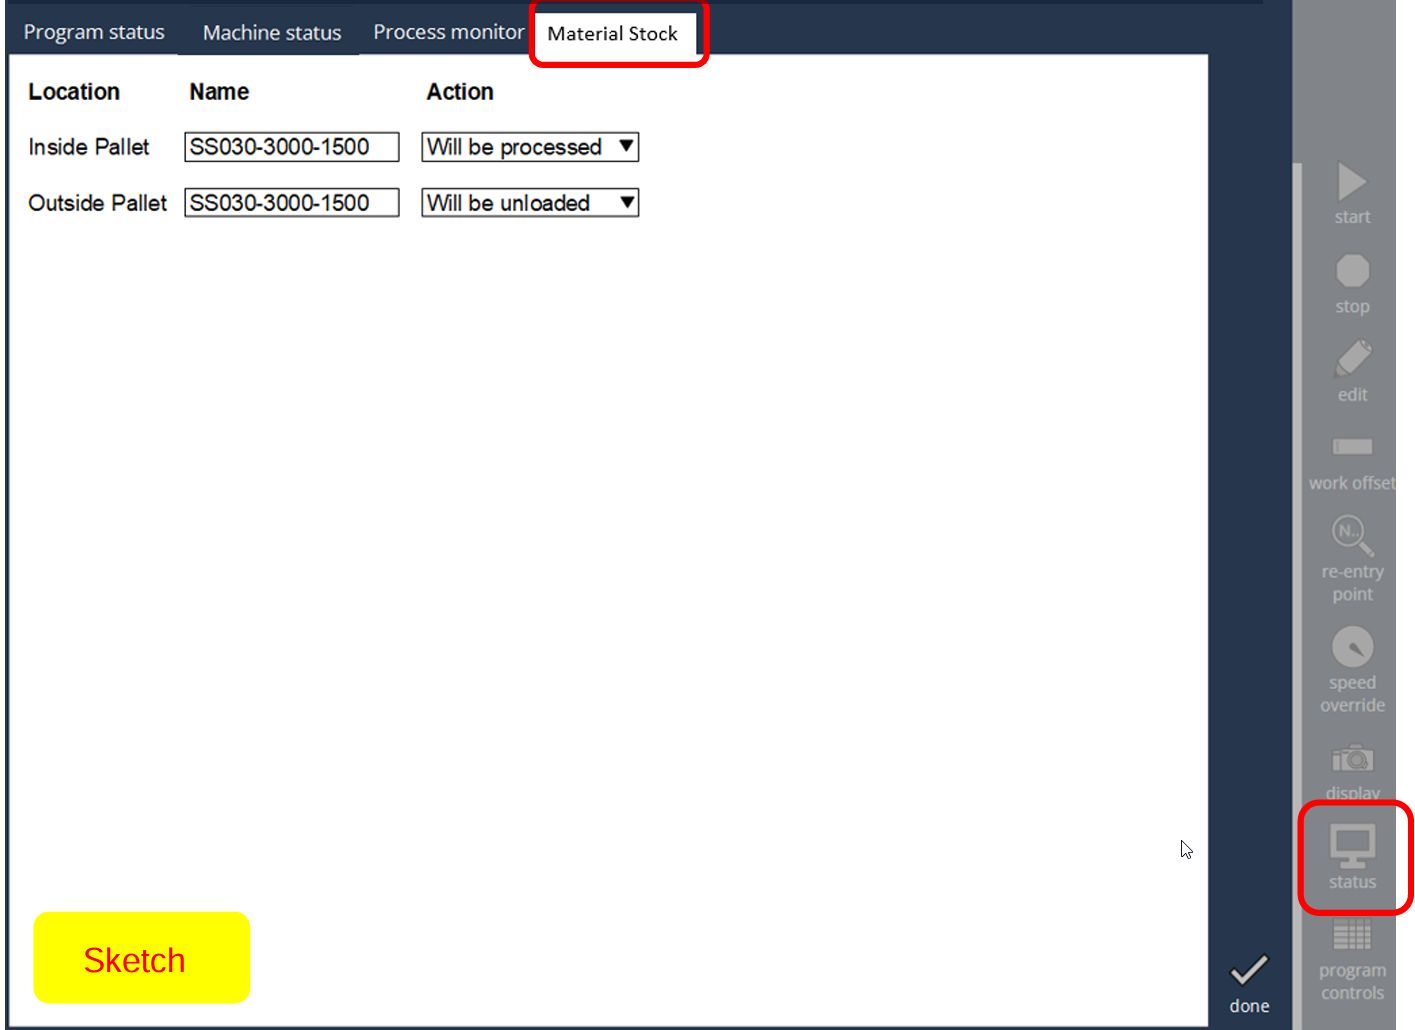 Program status Machine status Process monitor Material Stock
Location Name Action
Inside Pallet SS030-3000-1500 Will be processed
Outside Pallet SS030-3000-1500 Will be unloaded
start
stop
edit
work offset
N..
re-entry
point
speed
override
display
status
program
controls
Sketch
done